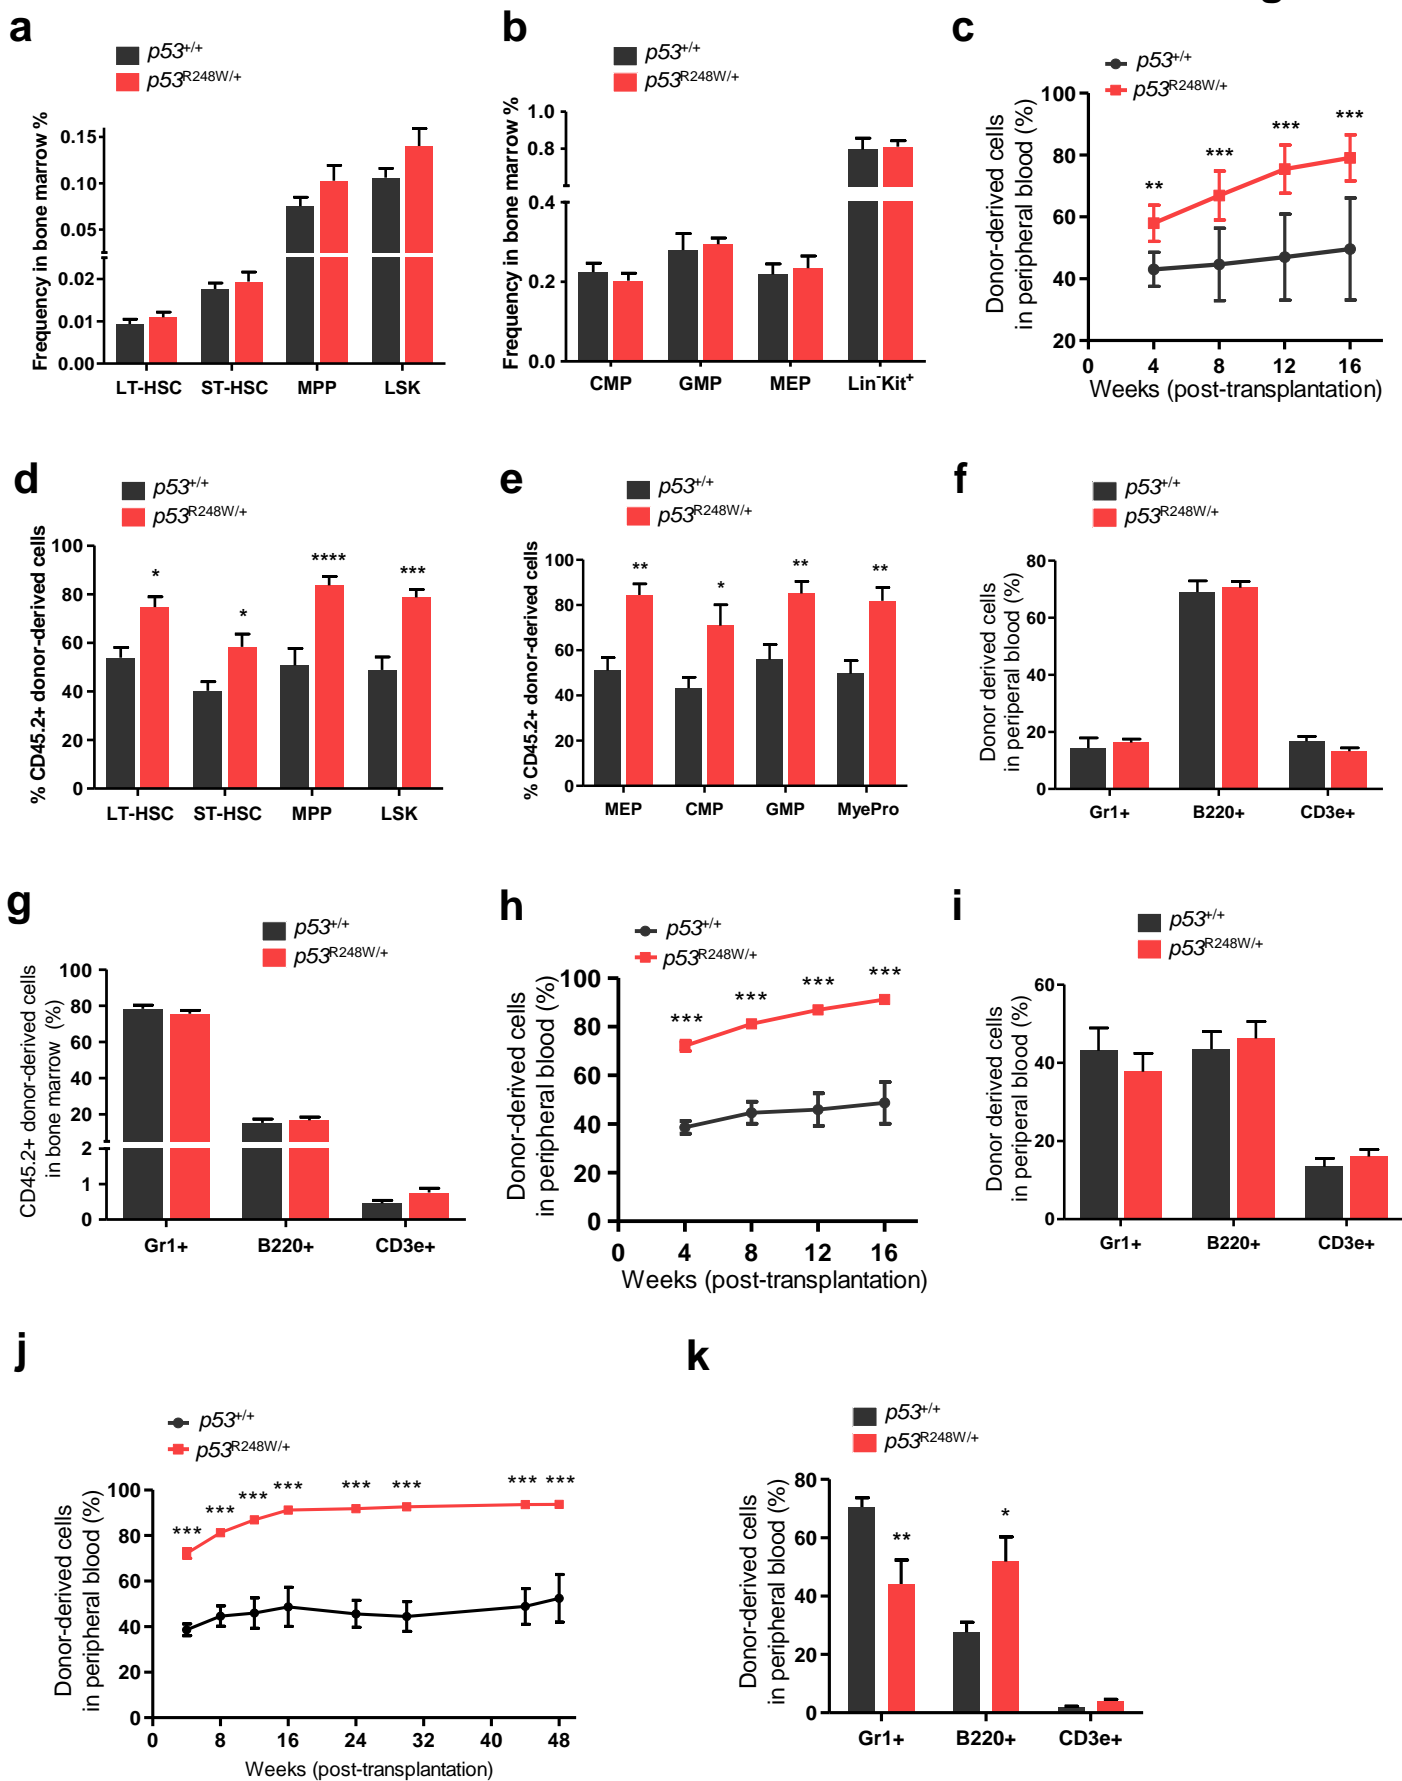 a
p53+/+
p53R248W/+
Frequency in bone marrow %
0.15
0.10
0.05
0.02
0.01
0.00
LT-HSC ST-HSC MPP LSK
b
p53+/+
p53R248W/+
Frequency in bone marrow %
1.0
0.8
0.4
0.2
0.0
CMP GMP MEP Lin-Kit+
c
p53+/+
p53R248W/+
Donor-derived cells
in peripheral blood (%)
100
80
60
40
20
** *** *** ***
0 4 8 12 16
Weeks (post-transplantation)
d
p53+/+
p53R248W/+
% CD45.2+ donor-derived cells
100
80
60
40
20
0
* * **** ***
LT-HSC ST-HSC MPP LSK
e
p53+/+
p53R248W/+
% CD45.2+ donor-derived cells
100
80
60
40
20
0
** * ** **
MEP CMP GMP MyePro
f
p53+/+
p53R248W/+
Donor derived cells
in periperal blood (%)
80
60
40
20
0
Gr1+ B220+ CD3e+
g
p53+/+
p53R248W/+
CD45.2+ donor-derived cells
in bone marrow (%)
100
80
60
40
20
2
1
0
Gr1+ B220+ CD3e+
h
p53+/+
p53R248W/+
Donor-derived cells
in peripheral blood (%)
100
80
60
40
20
0
*** *** *** ***
0 4 8 12 16
Weeks (post-transplantation)
i
p53+/+
p53R248W/+
Donor derived cells
in periperal blood (%)
60
40
20
0
Gr1+ B220+ CD3e+
j
p53+/+
p53R248W/+
Donor-derived cells
in peripheral blood (%)
100
80
60
40
20
0
*** *** *** *** *** *** *** ***
0 8 16 24 32 40 48
Weeks (post-transplantation)
k
p53+/+
p53R248W/+
Donor-derived cells
in peripheral blood (%)
80
60
40
20
0
** *
Gr1+ B220+ CD3e+